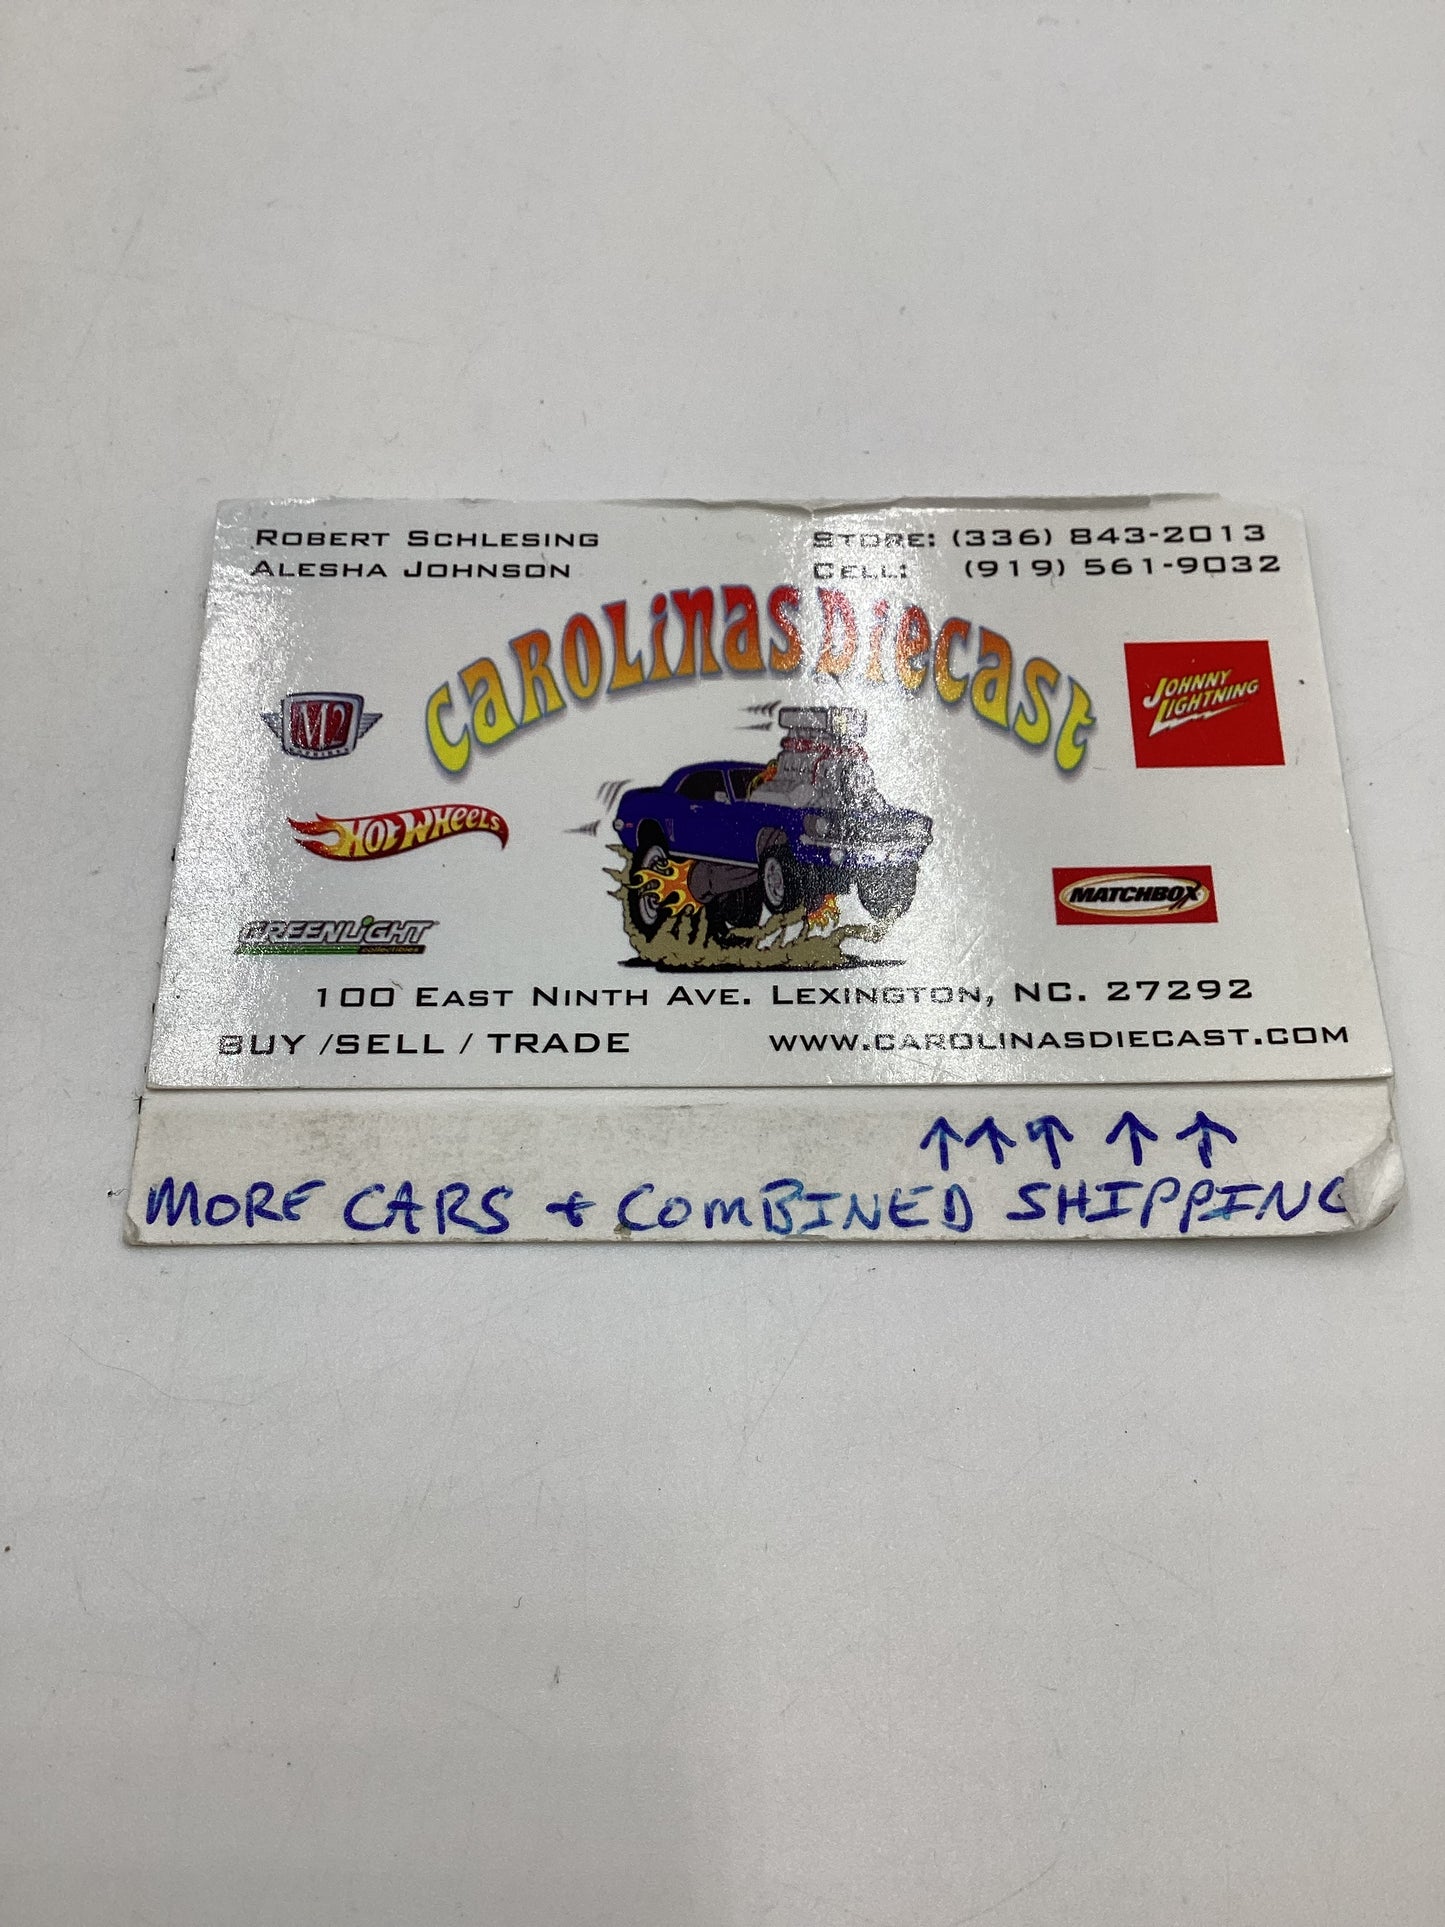 ROBERT SCHLESING
ALESHA JOHNSON
STORE: (336) 843-2013
CELL: (919) 561-9032
CAROLINAS DIECAST
M2
JOHNNY
LIGHTNING
HOT WHEELS
MATCHBOX
GREENLIGHT
collectibles
100 EAST NINTH AVE. LEXINGTON, NC. 27292
BUY /SELL / TRADE
WWW.CAROLINASDIECAST.COM
↑↑↑↑↑
MORE CARS + COMBINED SHIPPING